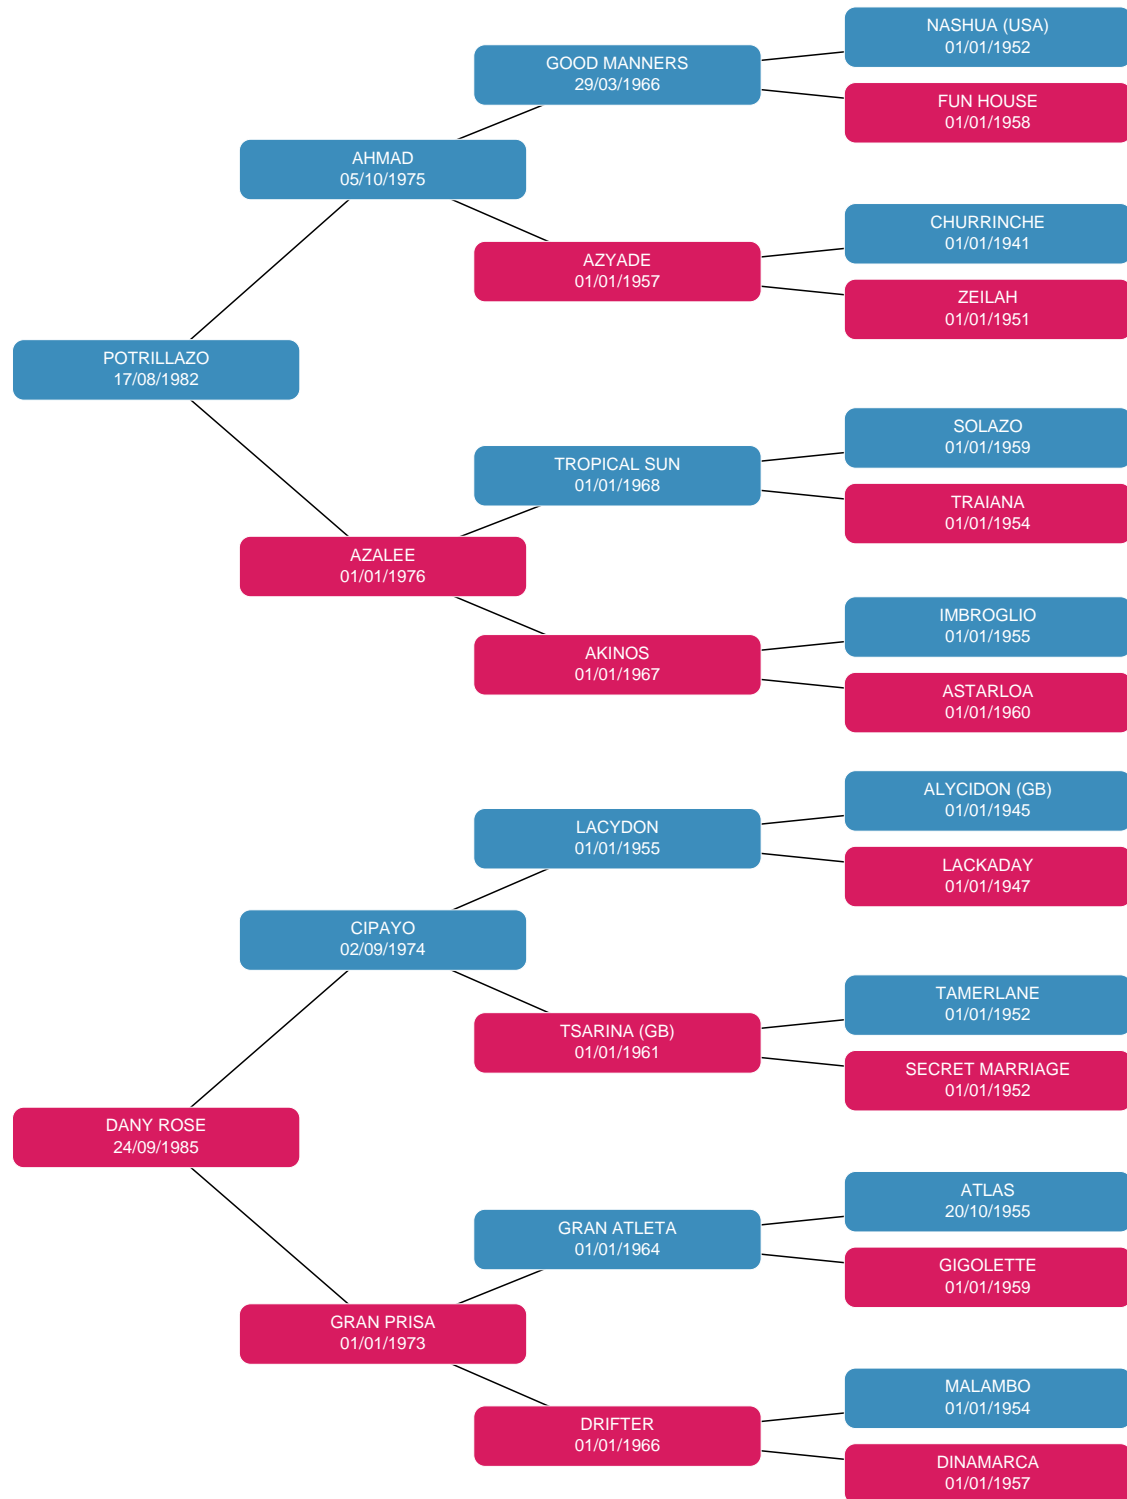 NASHUA (USA)
01/01/1952
GOOD MANNERS
29/03/1966
FUN HOUSE
01/01/1958
AHMAD
05/10/1975
CHURRINCHE
01/01/1941
AZYADE
01/01/1957
ZEILAH
01/01/1951
POTRILLAZO
17/08/1982
SOLAZO
01/01/1959
TROPICAL SUN
01/01/1968
TRAIANA
01/01/1954
AZALEE
01/01/1976
IMBROGLIO
01/01/1955
AKINOS
01/01/1967
ASTARLOA
01/01/1960
ALYCIDON (GB)
01/01/1945
LACYDON
01/01/1955
LACKADAY
01/01/1947
CIPAYO
02/09/1974
TAMERLANE
01/01/1952
TSARINA (GB)
01/01/1961
SECRET MARRIAGE
01/01/1952
DANY ROSE
24/09/1985
ATLAS
20/10/1955
GRAN ATLETA
01/01/1964
GIGOLETTE
01/01/1959
GRAN PRISA
01/01/1973
MALAMBO
01/01/1954
DRIFTER
01/01/1966
DINAMARCA
01/01/1957